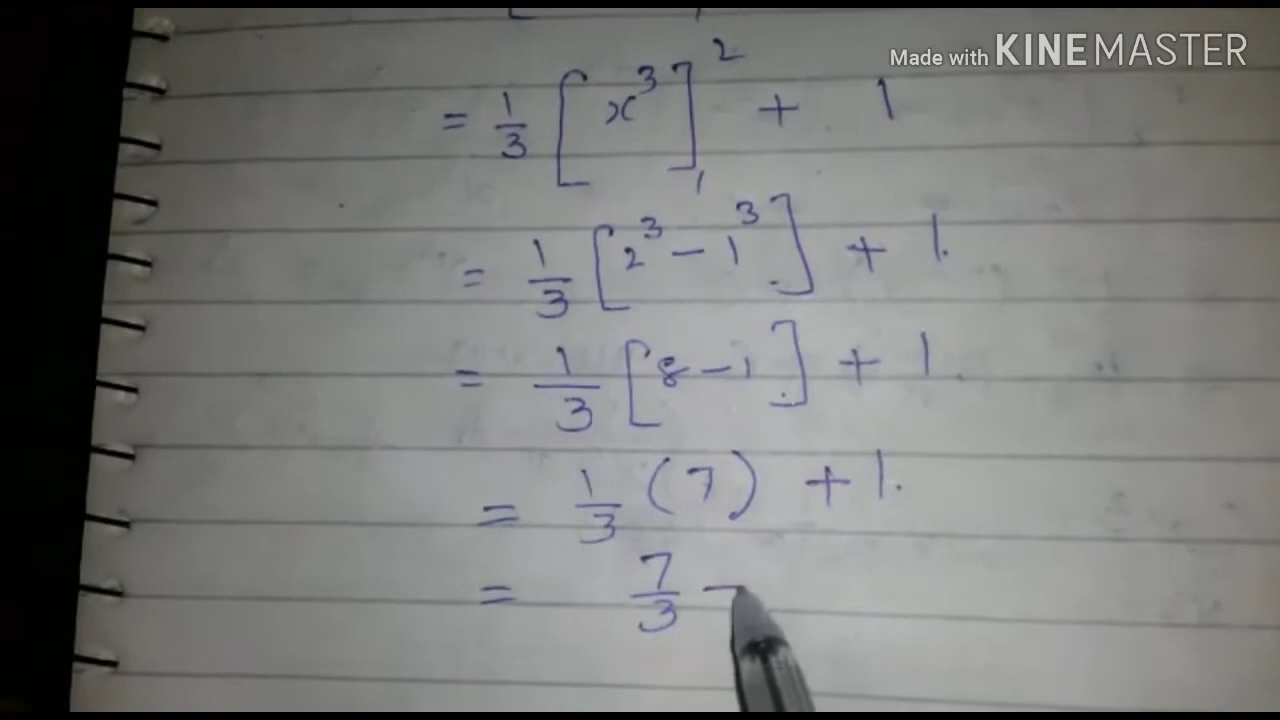 Made with KINEMASTER
= 1/3 [x³]₁² + 1
= 1/3 [2³ - 1³] + 1.
= 1/3 [8 - 1] + 1.
= 1/3 (7) + 1.
= 7/3 -